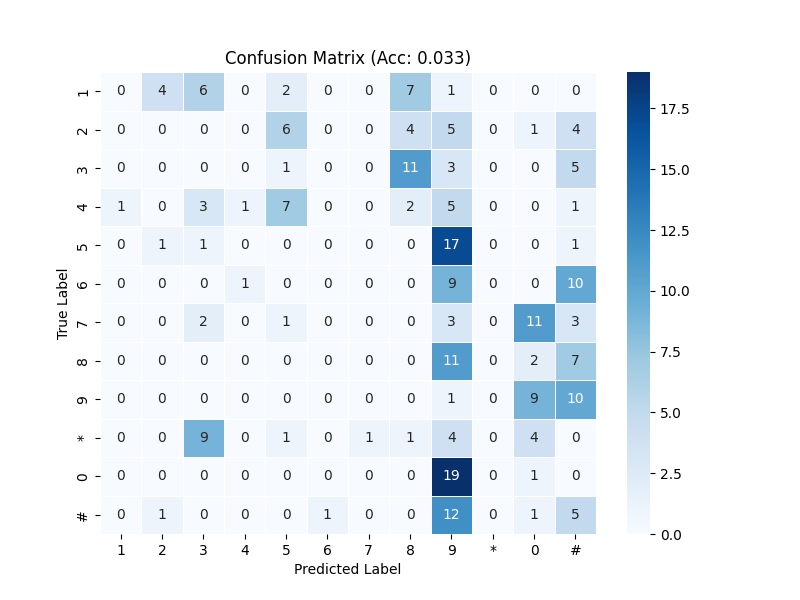 Confusion Matrix (Acc: 0.033)
1 0 4 6 0 2 0 0 7 1 0 0 0
2 0 0 0 0 6 0 0 4 5 0 1 4
3 0 0 0 0 1 0 0 11 3 0 0 5
4 1 0 3 1 7 0 0 2 5 0 0 1
5 0 1 1 0 0 0 0 0 17 0 0 1
6 0 0 0 1 0 0 0 0 9 0 0 10
7 0 0 2 0 1 0 0 0 3 0 11 3
8 0 0 0 0 0 0 0 0 11 0 2 7
9 0 0 0 0 0 0 0 0 1 0 9 10
* 0 0 9 0 1 0 1 1 4 0 4 0
0 0 0 0 0 0 0 0 0 19 0 1 0
# 0 1 0 0 0 1 0 0 12 0 1 5
1 2 3 4 5 6 7 8 9 * 0 #
Predicted Label
True Label
17.5
15.0
12.5
10.0
7.5
5.0
2.5
0.0